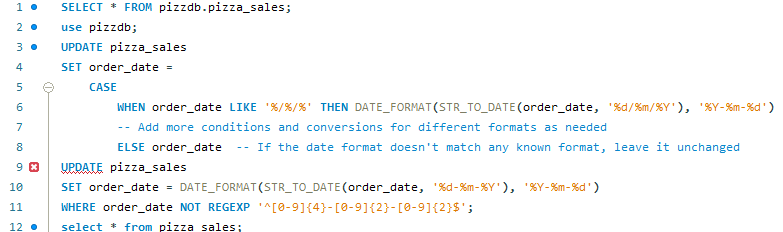 1 SELECT * FROM pizzdb.pizza_sales;
2 use pizzdb;
3 UPDATE pizza_sales
4 SET order_date =
5 CASE
6 WHEN order_date LIKE '%/%/%' THEN DATE_FORMAT(STR_TO_DATE(order_date, '%d/%m/%Y'), '%Y-%m-%d')
7 -- Add more conditions and conversions for different formats as needed
8 ELSE order_date -- If the date format doesn't match any known format, leave it unchanged
9 UPDATE pizza_sales
10 SET order_date = DATE_FORMAT(STR_TO_DATE(order_date, '%d-%m-%Y'), '%Y-%m-%d')
11 WHERE order_date NOT REGEXP '^[0-9]{4}-[0-9]{2}-[0-9]{2}$';
12 select * from pizza_sales;